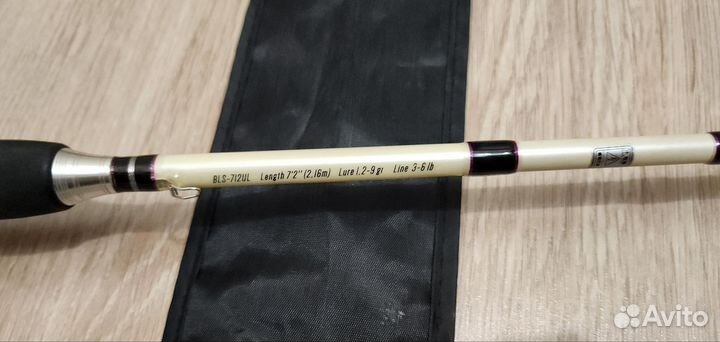 BLS-712UL Length 7'2" (2.16m) Lure 1.2-9 gr Line 3-6 lb
Avito